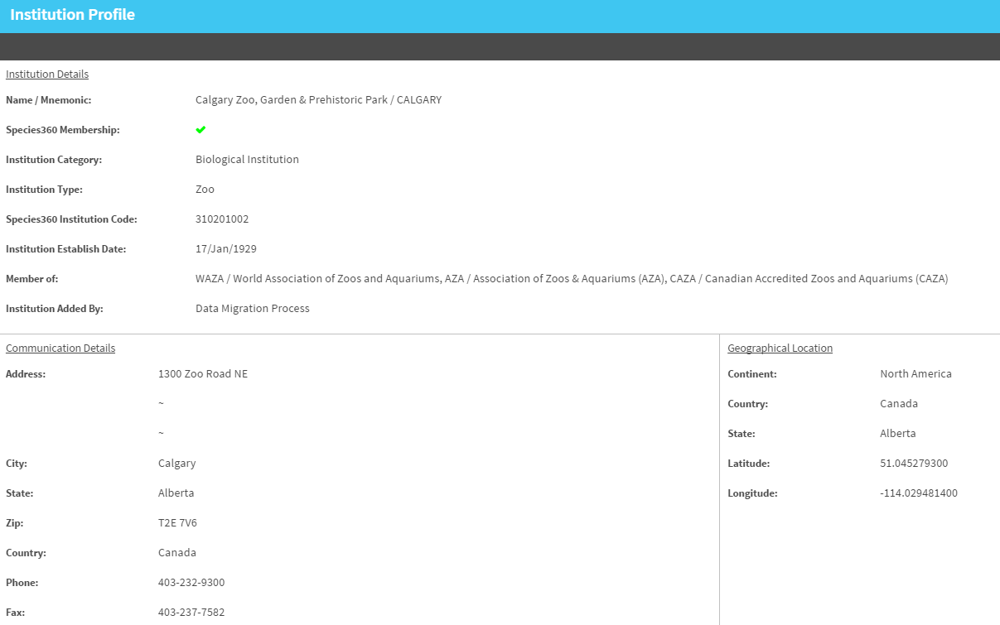 Institution Profile
Institution Details
Name / Mnemonic: Calgary Zoo, Garden & Prehistoric Park / CALGARY
Species360 Membership: ✔
Institution Category: Biological Institution
Institution Type: Zoo
Species360 Institution Code: 310201002
Institution Establish Date: 17/Jan/1929
Member of: WAZA / World Association of Zoos and Aquariums, AZA / Association of Zoos & Aquariums (AZA), CAZA / Canadian Accredited Zoos and Aquariums (CAZA)
Institution Added By: Data Migration Process
Communication Details
Address: 1300 Zoo Road NE
~
~
City: Calgary
State: Alberta
Zip: T2E 7V6
Country: Canada
Phone: 403-232-9300
Fax: 403-237-7582
Geographical Location
Continent: North America
Country: Canada
State: Alberta
Latitude: 51.045279300
Longitude: -114.029481400